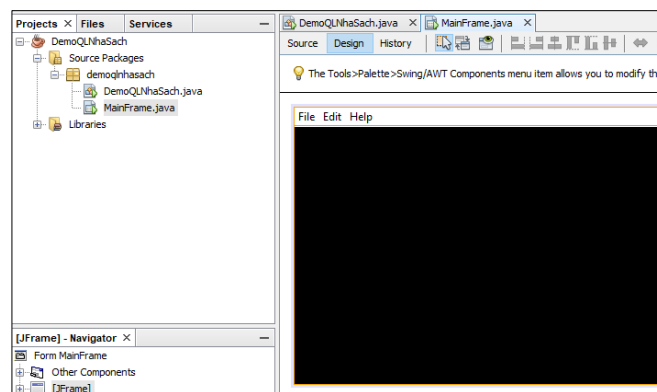 Projects Files Services
DemoQLNhaSach
Source Packages
demoqlnhasach
DemoQLNhaSach.java
MainFrame.java
Libraries
[JFrame] - Navigator
Form MainFrame
Other Components
[JFrame]
DemoQLNhaSach.java MainFrame.java
Source Design History
The Tools>Palette>Swing/AWT Components menu item allows you to modify th
File Edit Help